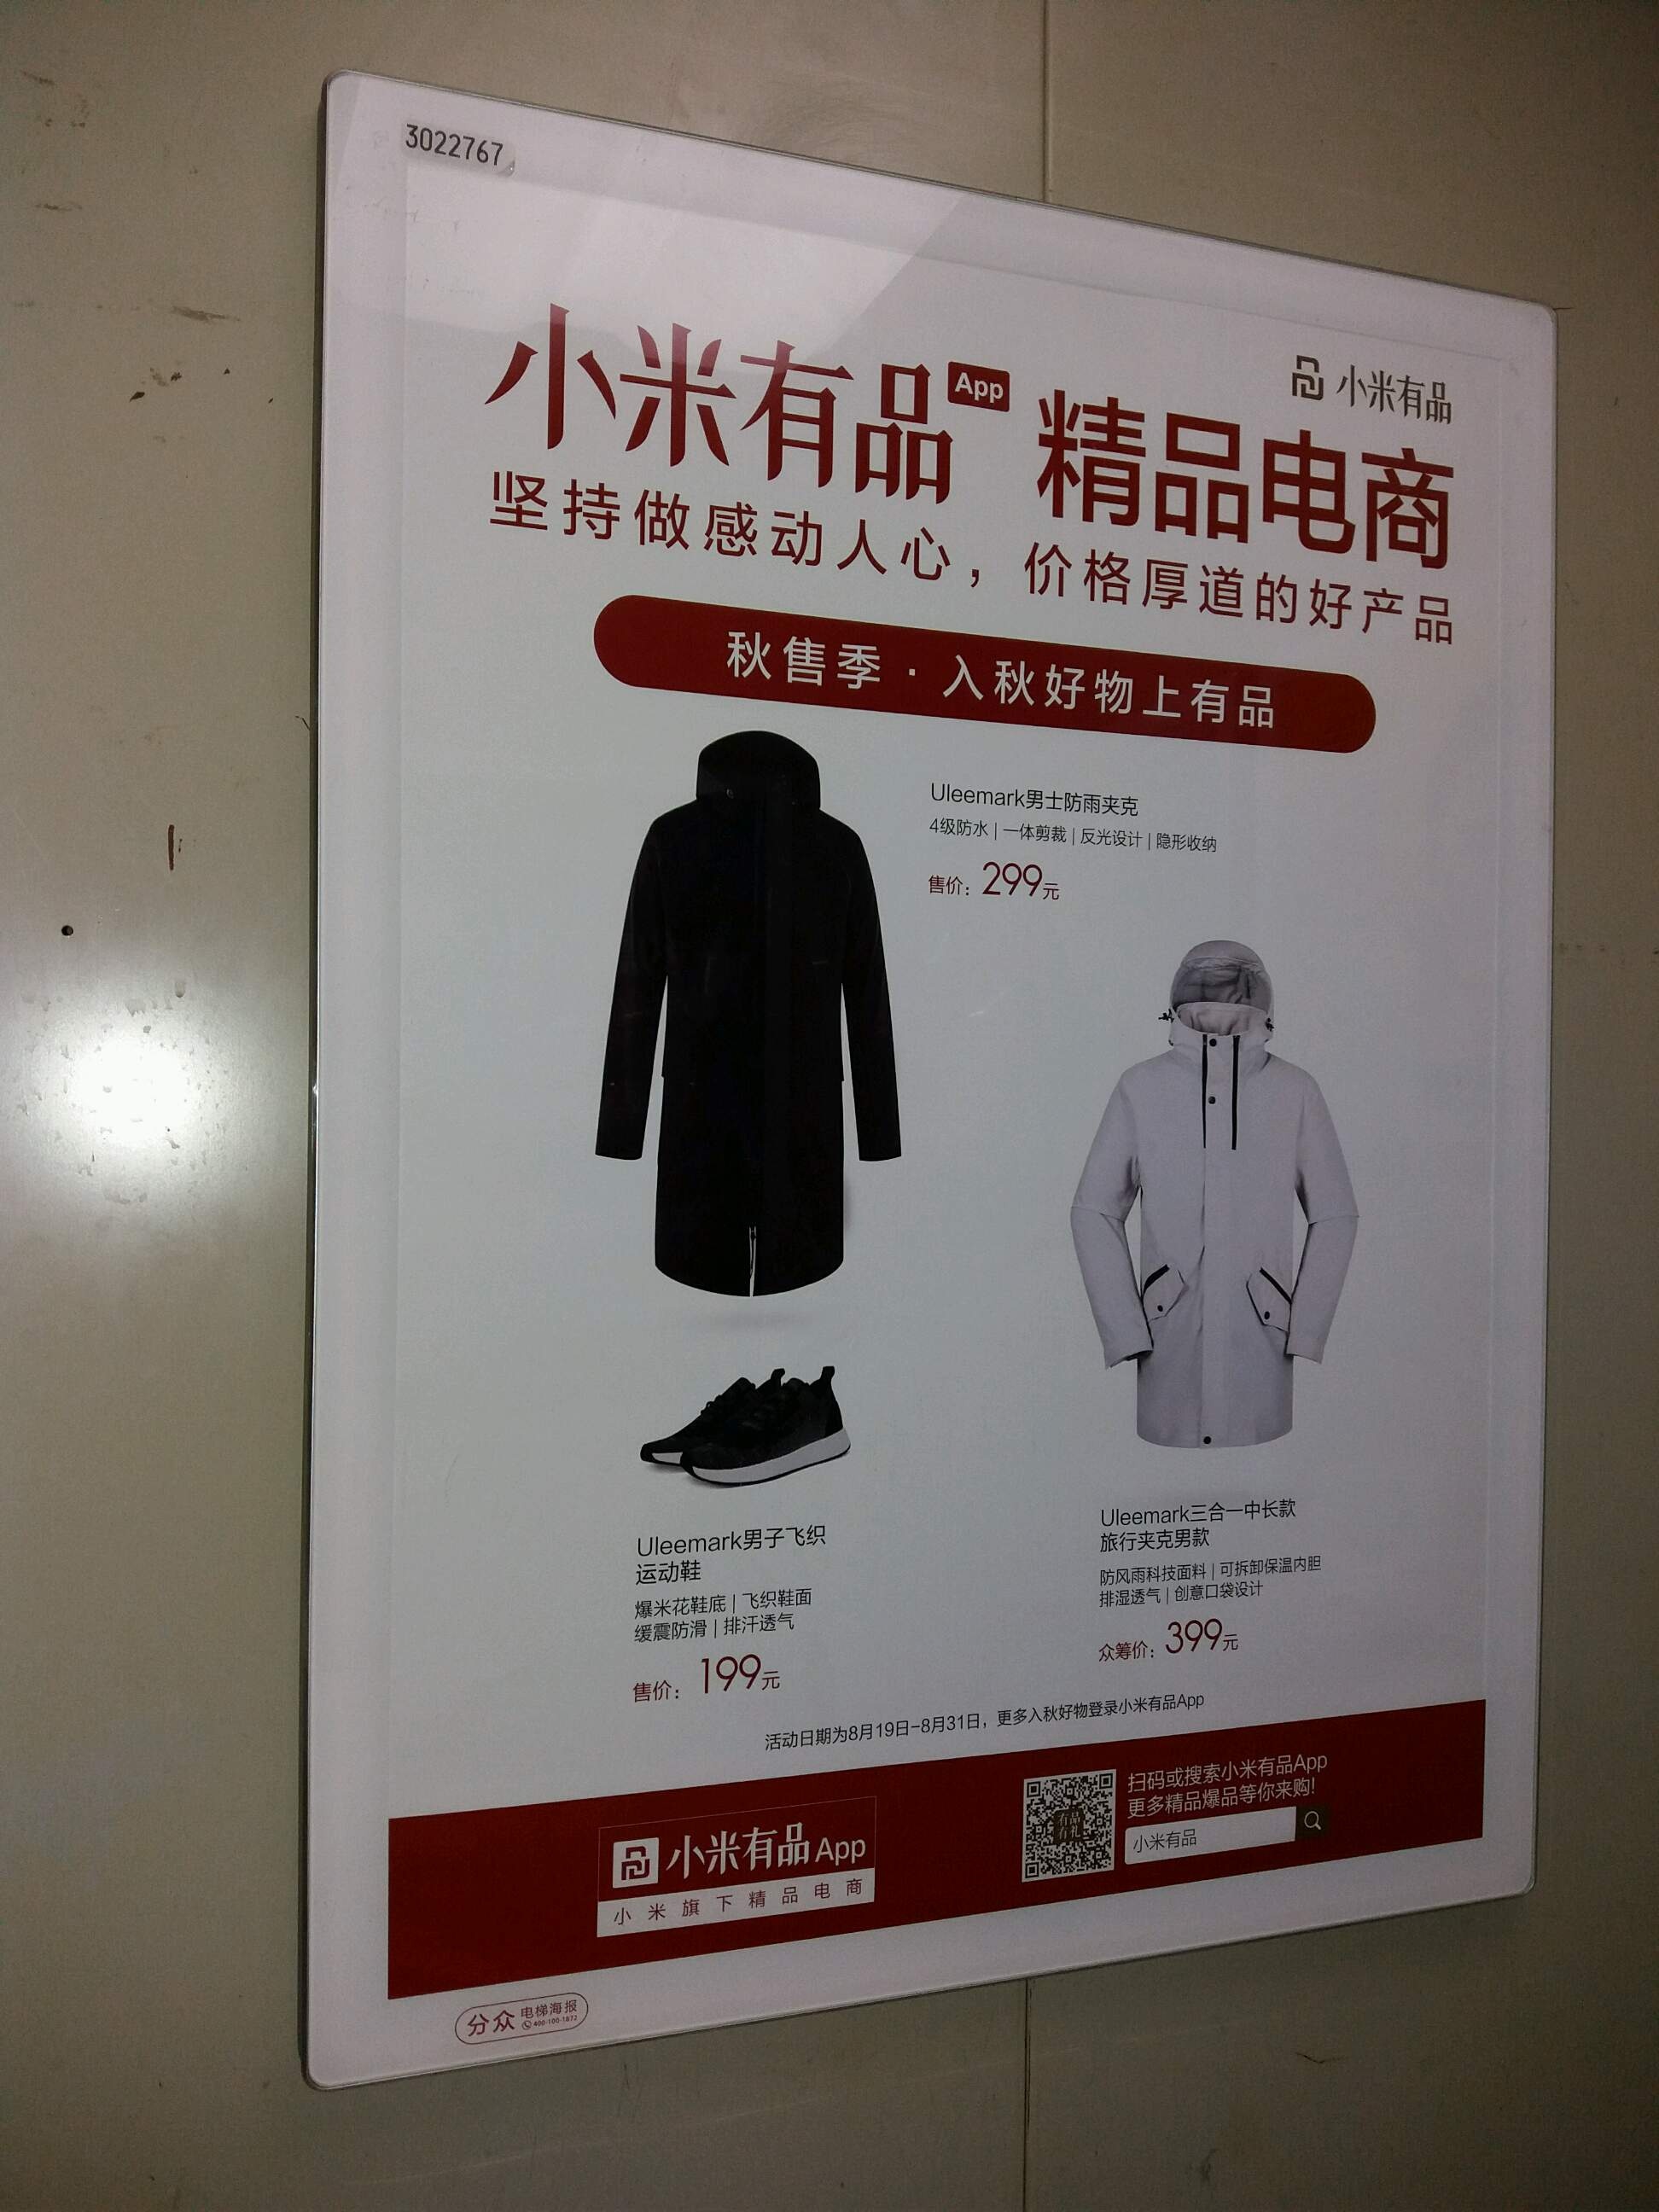 3022767
小米有品
小米有品App 精品电商
坚持做感动人心，价格厚道的好产品
秋售季·入秋好物上有品
Uleemark男士防雨夹克
4级防水|一体剪裁|反光设计|隐形收纳
售价：299元
Uleemark男子飞织
运动鞋
爆米花鞋底|飞织鞋面
缓震防滑|排汗透气
售价：199元
Uleemark三合一中长款
旅行夹克男款
防风雨科技面料|可拆卸保温内胆
排湿透气|创意口袋设计
众筹价：399元
活动日期为8月19日-8月31日，更多入秋好物登录小米有品App
小米有品App
小米旗下精品电商
有品
有礼
扫码或搜索小米有品App
更多精品爆品等你来购!
小米有品
分众 电梯海报
400-100-1872